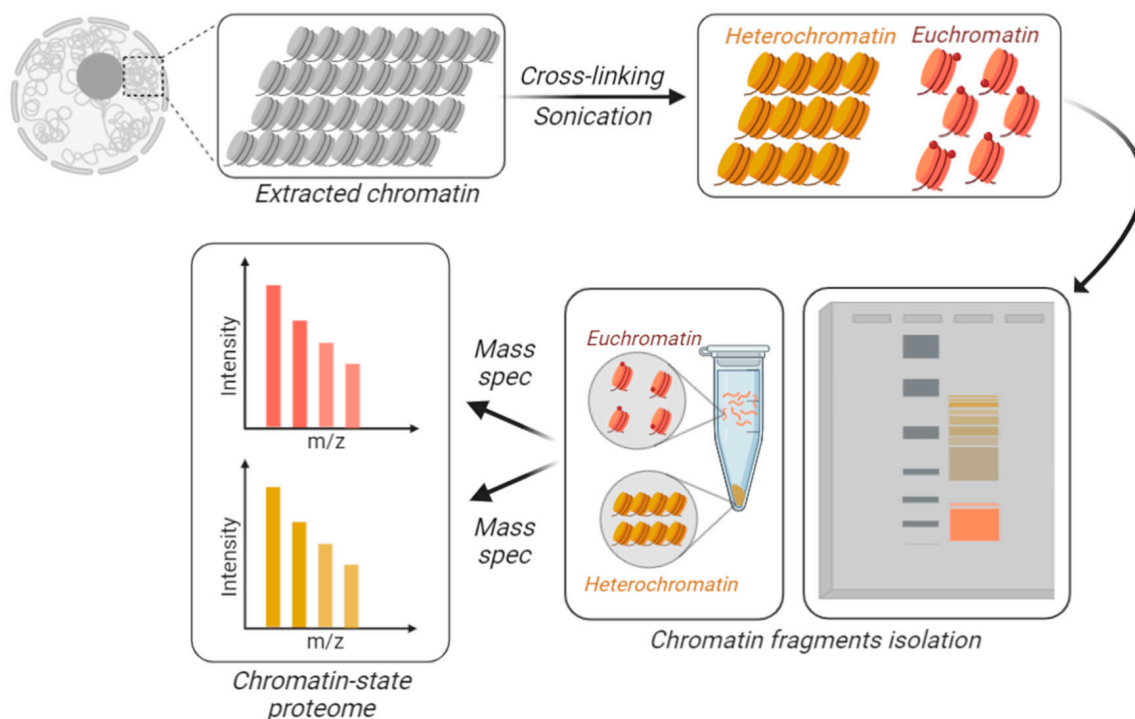 Heterochromatin
Euchromatin
Cross-linking
Sonication
Extracted chromatin
Intensity
m/z
Mass
spec
Euchromatin
Intensity
m/z
Mass
spec
Heterochromatin
Chromatin fragments isolation
Chromatin-state
proteome